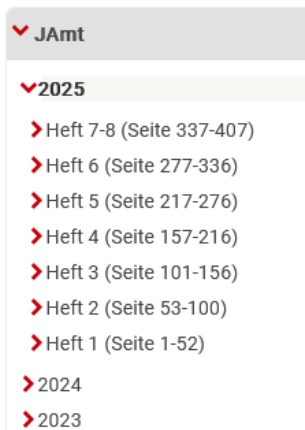 JAmt
2025
Heft 7-8 (Seite 337-407)
Heft 6 (Seite 277-336)
Heft 5 (Seite 217-276)
Heft 4 (Seite 157-216)
Heft 3 (Seite 101-156)
Heft 2 (Seite 53-100)
Heft 1 (Seite 1-52)
2024
2023